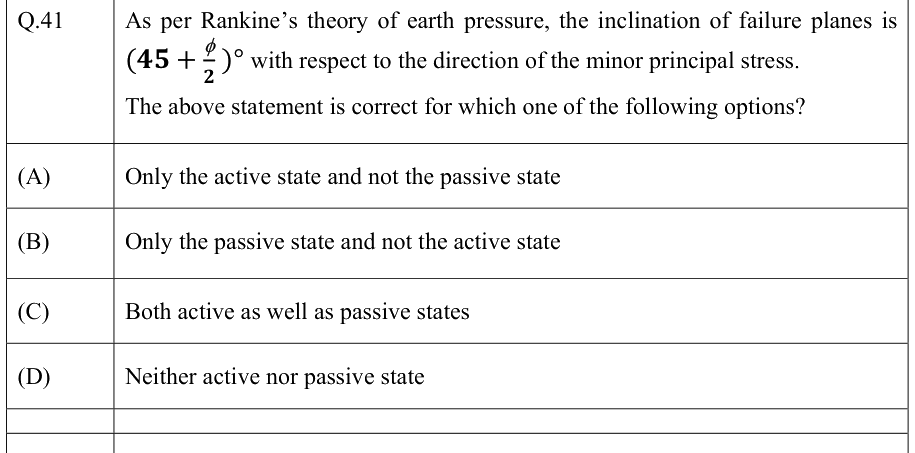 Q.41 As per Rankine’s theory of earth pressure, the inclination of failure planes is
(45 + ϕ/2)° with respect to the direction of the minor principal stress.
The above statement is correct for which one of the following options?
(A) Only the active state and not the passive state
(B) Only the passive state and not the active state
(C) Both active as well as passive states
(D) Neither active nor passive state